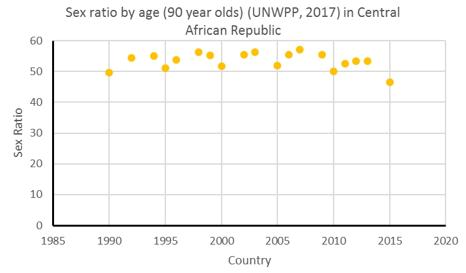 Sex ratio by age (90 year olds) (UNWPP, 2017) in Central
African Republic
60
50
40
30
20
10
0
Sex Ratio
1985 1990 1995 2000 2005 2010 2015 2020
Country